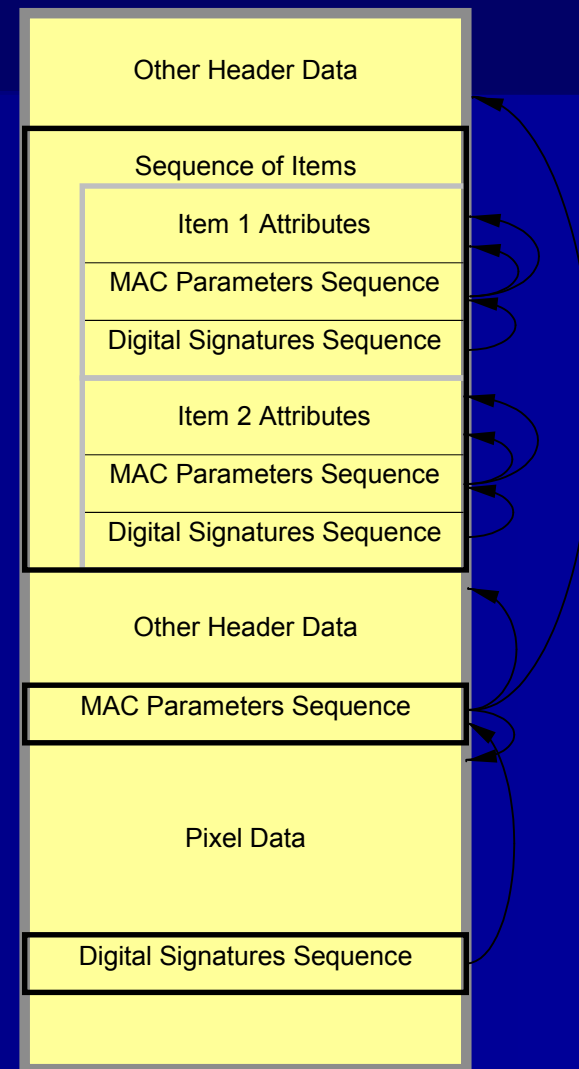 Other Header Data
Sequence of Items
Item 1 Attributes
MAC Parameters Sequence
Digital Signatures Sequence
Item 2 Attributes
MAC Parameters Sequence
Digital Signatures Sequence
Other Header Data
MAC Parameters Sequence
Pixel Data
Digital Signatures Sequence